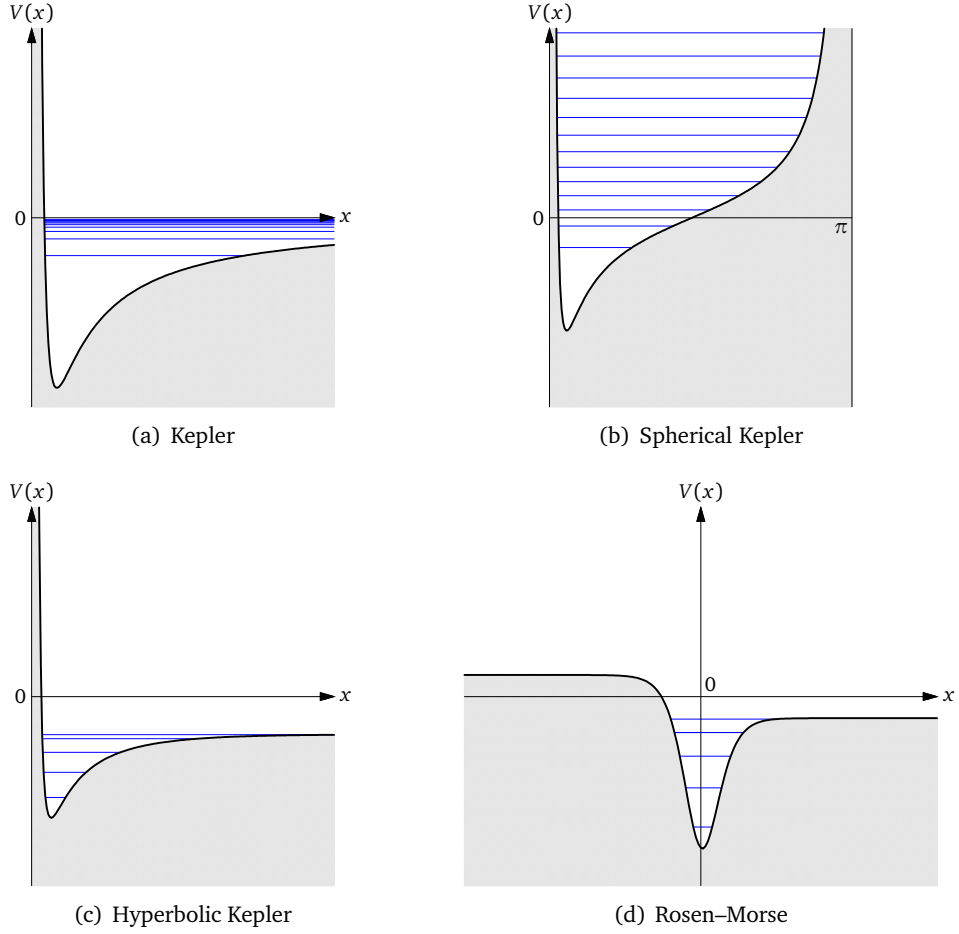 V(x)
0
x
(a) Kepler
V(x)
0
π
(b) Spherical Kepler
V(x)
0
x
(c) Hyperbolic Kepler
V(x)
0
x
(d) Rosen–Morse